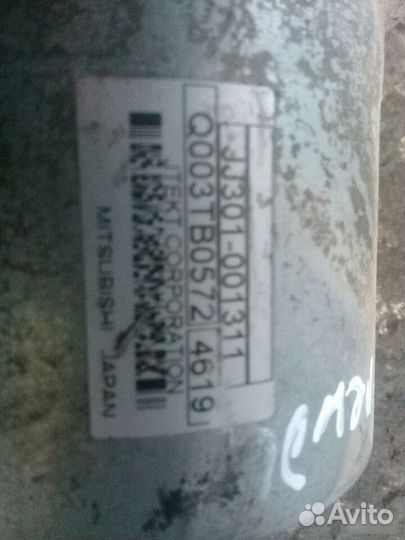 JJ301-001311
Q003TB0572 4619
JTEKT CORPORATION
MITSUBISHI JAPAN
Avito